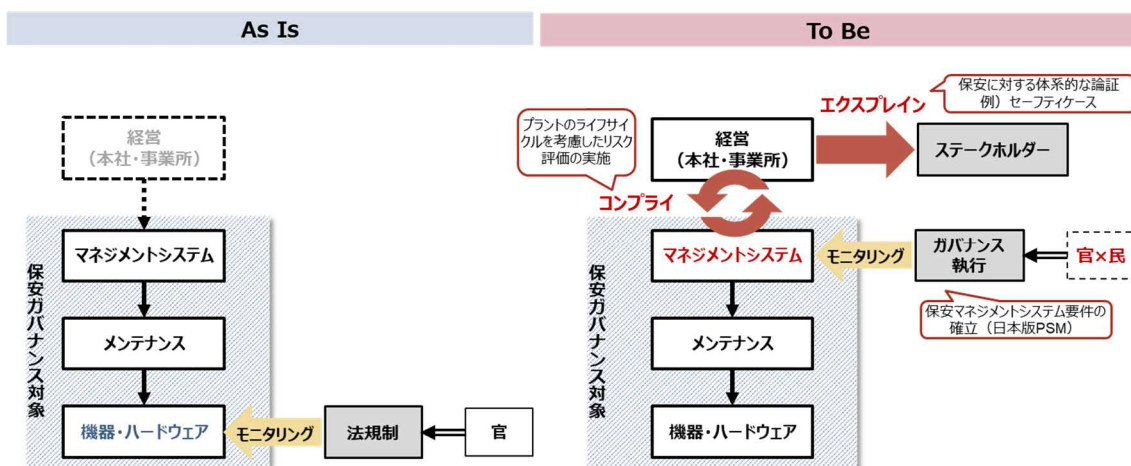 As Is
To Be
経営
（本社・事業所）
マネジメントシステム
メンテナンス
機器・ハードウェア
保安ガバナンス対象
モニタリング
法規制
官
プラントのライフサイ
クルを考慮したリスク
評価の実施
経営
（本社・事業所）
エクスプレイン
保安に対する体系的な論証
例）セーフティケース
ステークホルダー
コンプライ
マネジメントシステム
メンテナンス
機器・ハードウェア
保安ガバナンス対象
モニタリング
ガバナンス
執行
官×民
保安マネジメントシステム要件の
確立（日本版PSM）